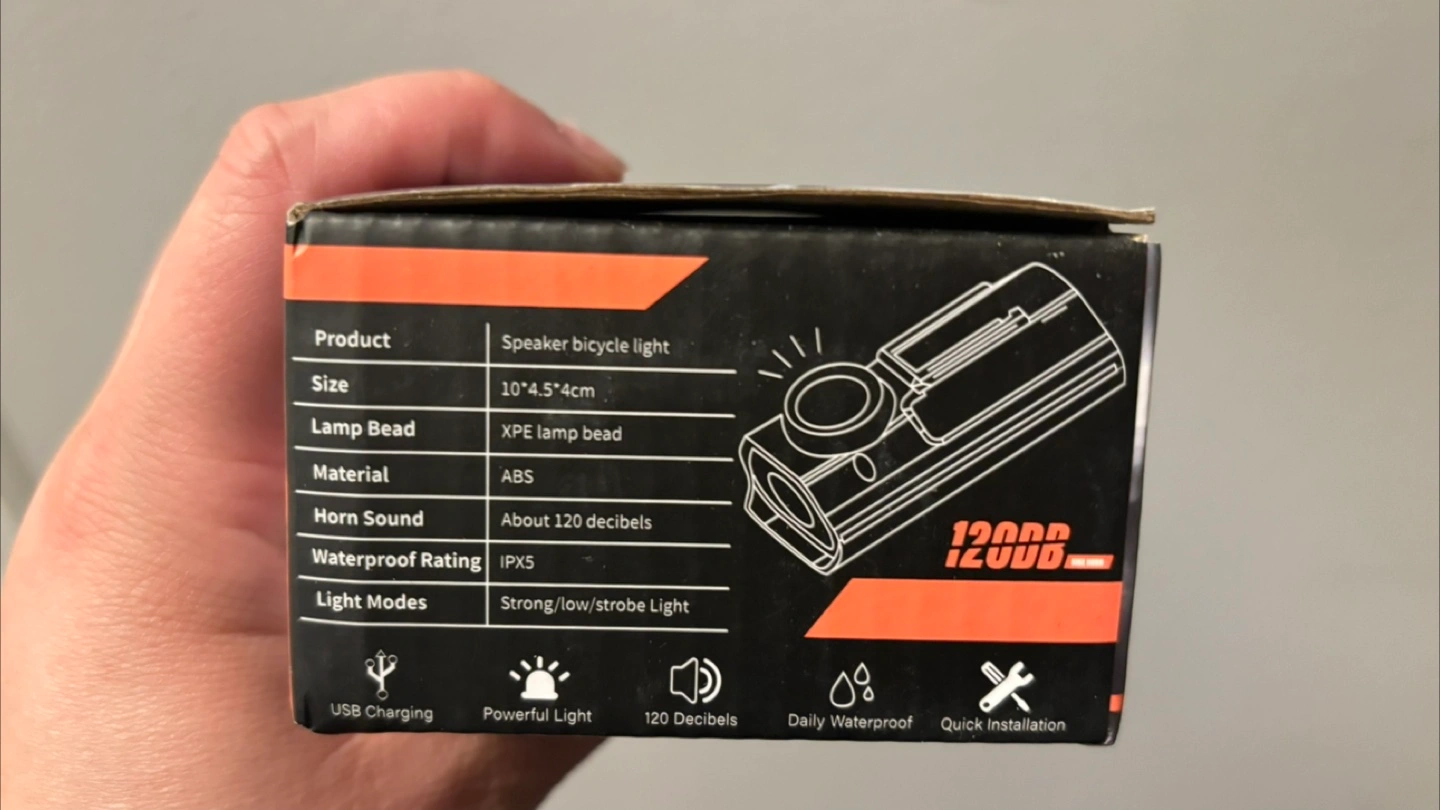 Product Speaker bicycle light
Size 10*4.5*4cm
Lamp Bead XPE lamp bead
Material ABS
Horn Sound About 120 decibels
Waterproof Rating IPX5
Light Modes Strong/low/strobe Light
120DB
USB Charging Powerful Light 120 Decibels Daily Waterproof Quick Installation